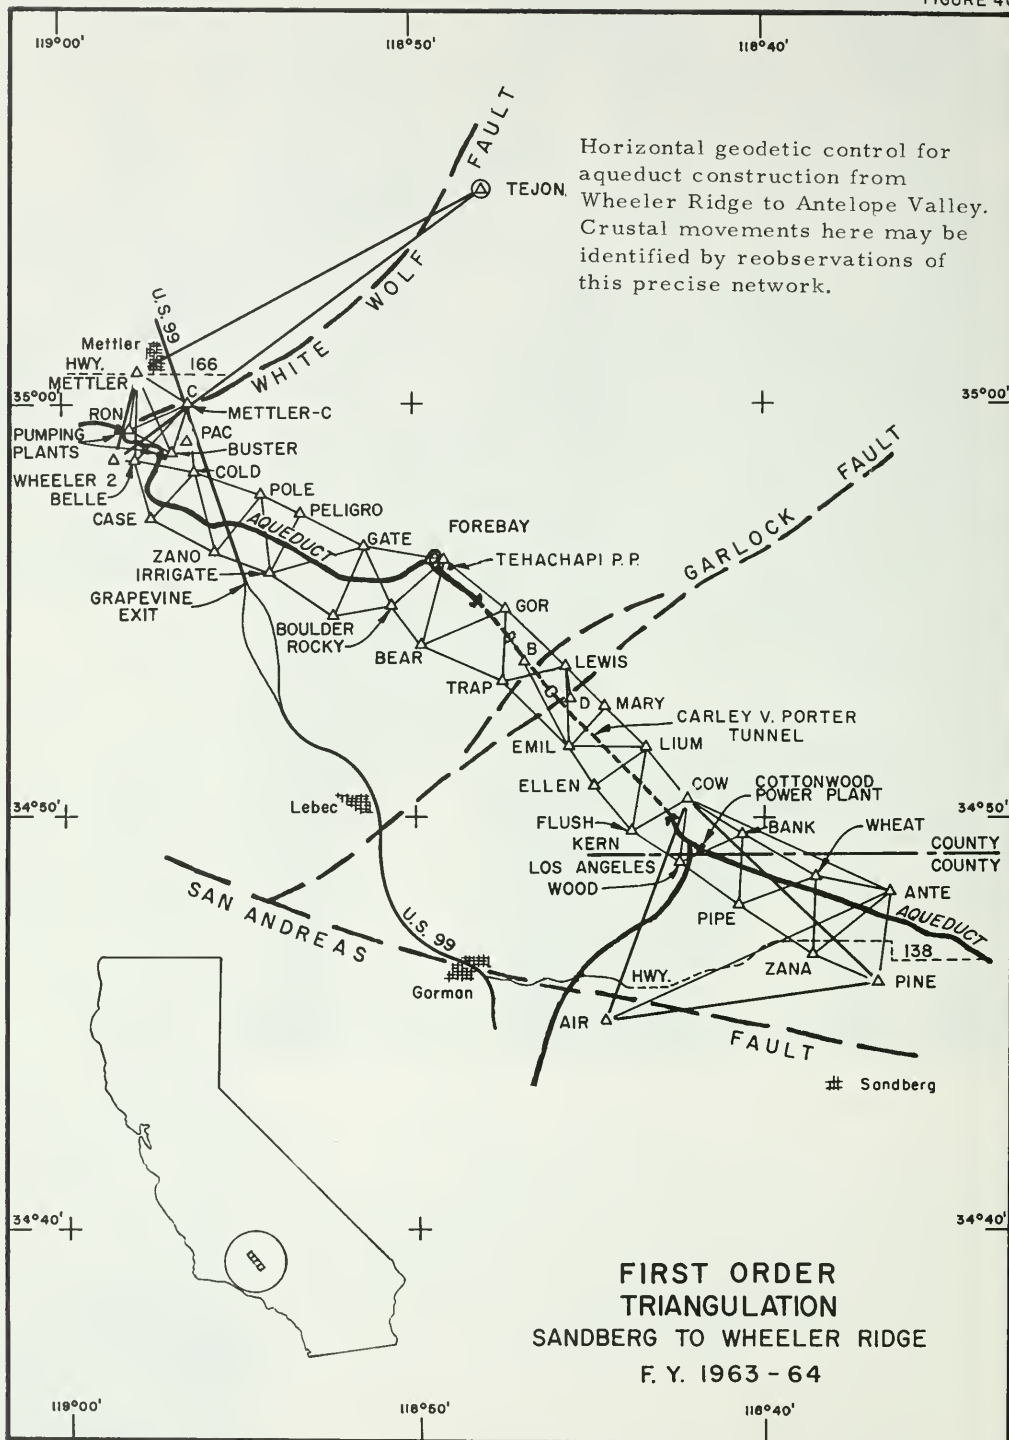 FIGURE 40
119°00'
118°50'
118°40'
Horizontal geodetic control for
aqueduct construction from
Wheeler Ridge to Antelope Valley.
Crustal movements here may be
identified by reobservations of
this precise network.
TEJON
WHITE WOLF FAULT
U.S. 99
Mettler
HWY. 166
METTLER
C
35°00'
35°00'
METTLER-C
RON
PAC
PUMPING
PLANTS
BUSTER
WHEELER 2
COLD
BELLE
POLE
CASE
PELIGRO
AQUEDUCT
GATE
FOREBAY
ZANO
TEHACHAPI P. P.
IRRIGATE
GRAPEVINE
EXIT
GARLOCK FAULT
BOULDER
ROCKY
GOR
BEAR
B
LEWIS
TRAP
D
MARY
CARLEY V. PORTER
TUNNEL
EMIL
LIUM
ELLEN
COW
COTTONWOOD
POWER PLANT
34°50'
34°50'
Lebec
FLUSH
BANK
WHEAT
KERN COUNTY
LOS ANGELES COUNTY
WOOD
ANTE
PIPE
AQUEDUCT
SAN ANDREAS FAULT
U.S. 99
138
ZANA
HWY.
PINE
Gorman
AIR
Sandberg
34°40'
34°40'
FIRST ORDER
TRIANGULATION
SANDBERG TO WHEELER RIDGE
F. Y. 1963 - 64
119°00'
118°50'
118°40'